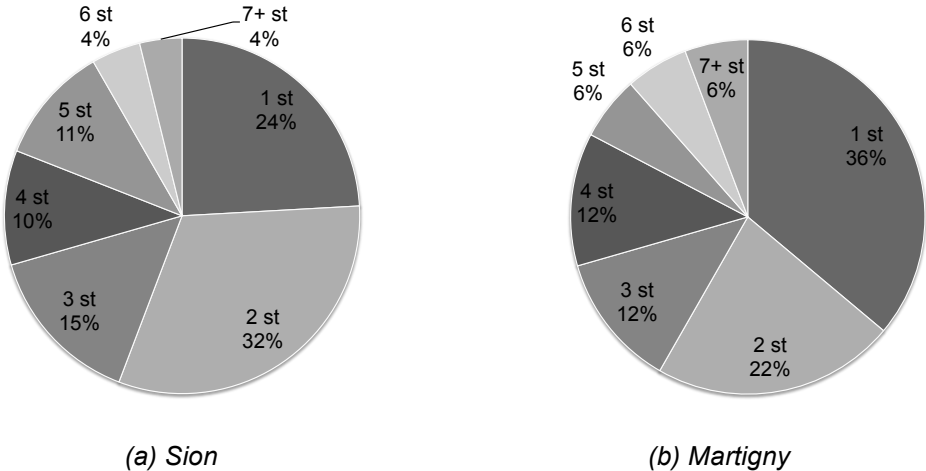 6 st
4%
7+ st
4%
1 st
24%
5 st
11%
4 st
10%
3 st
15%
2 st
32%
(a) Sion
6 st
6%
7+ st
6%
5 st
6%
1 st
36%
4 st
12%
3 st
12%
2 st
22%
(b) Martigny